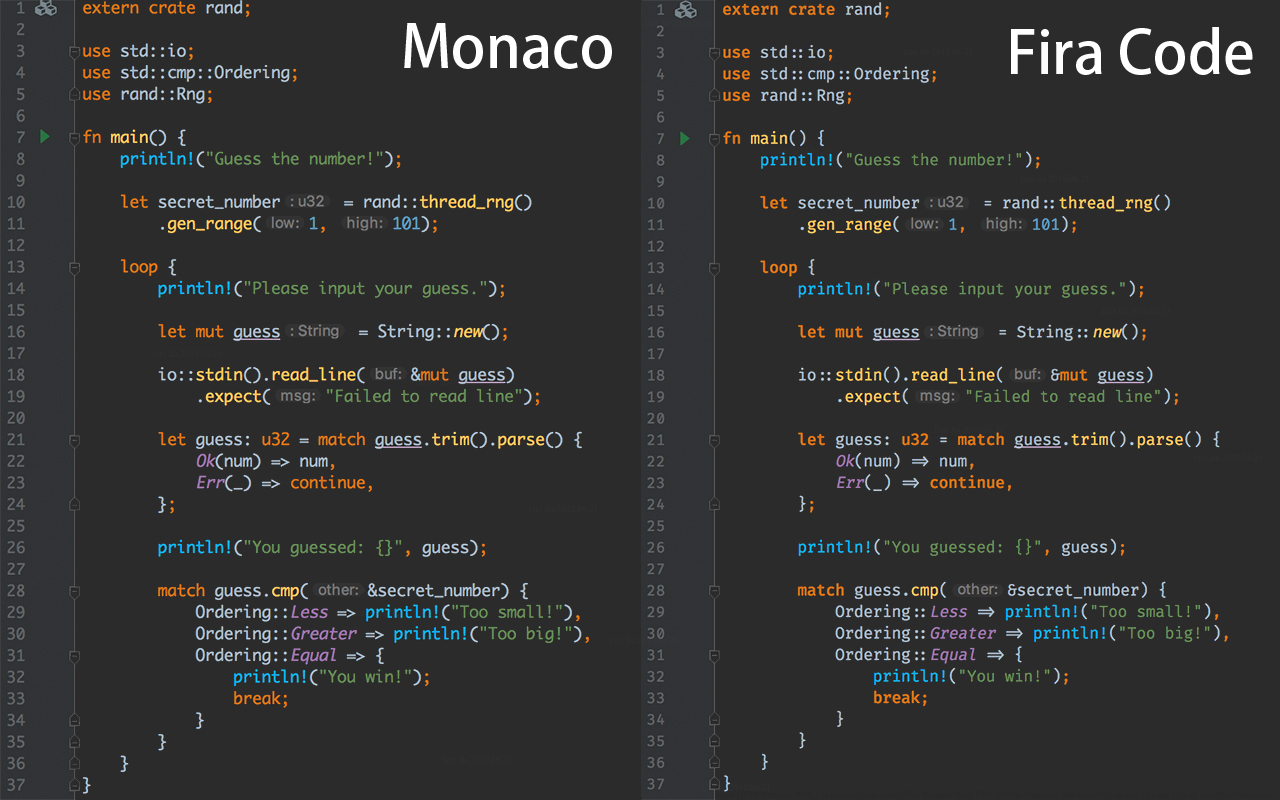 Monaco
1 extern crate rand;
2
3 use std::io;
4 use std::cmp::Ordering;
5 use rand::Rng;
6
7 fn main() {
8     println!("Guess the number!");
9
10     let secret_number : u32 = rand::thread_rng()
11         .gen_range( low: 1, high: 101);
12
13     loop {
14         println!("Please input your guess.");
15
16         let mut guess : String = String::new();
17
18         io::stdin().read_line( buf: &mut guess)
19             .expect( msg: "Failed to read line");
20
21         let guess: u32 = match guess.trim().parse() {
22             Ok(num) => num,
23             Err(_) => continue,
24         };
25
26         println!("You guessed: {}", guess);
27
28         match guess.cmp( other: &secret_number) {
29             Ordering::Less => println!("Too small!"),
30             Ordering::Greater => println!("Too big!"),
31             Ordering::Equal => {
32                 println!("You win!");
33                 break;
34             }
35         }
36     }
37 }
Fira Code
1 extern crate rand;
2
3 use std::io;
4 use std::cmp::Ordering;
5 use rand::Rng;
6
7 fn main() {
8     println!("Guess the number!");
9
10     let secret_number : u32 = rand::thread_rng()
11         .gen_range( low: 1, high: 101);
12
13     loop {
14         println!("Please input your guess.");
15
16         let mut guess : String = String::new();
17
18         io::stdin().read_line( buf: &mut guess)
19             .expect( msg: "Failed to read line");
20
21         let guess: u32 = match guess.trim().parse() {
22             Ok(num) => num,
23             Err(_) => continue,
24         };
25
26         println!("You guessed: {}", guess);
27
28         match guess.cmp( other: &secret_number) {
29             Ordering::Less => println!("Too small!"),
30             Ordering::Greater => println!("Too big!"),
31             Ordering::Equal => {
32                 println!("You win!");
33                 break;
34             }
35         }
36     }
37 }